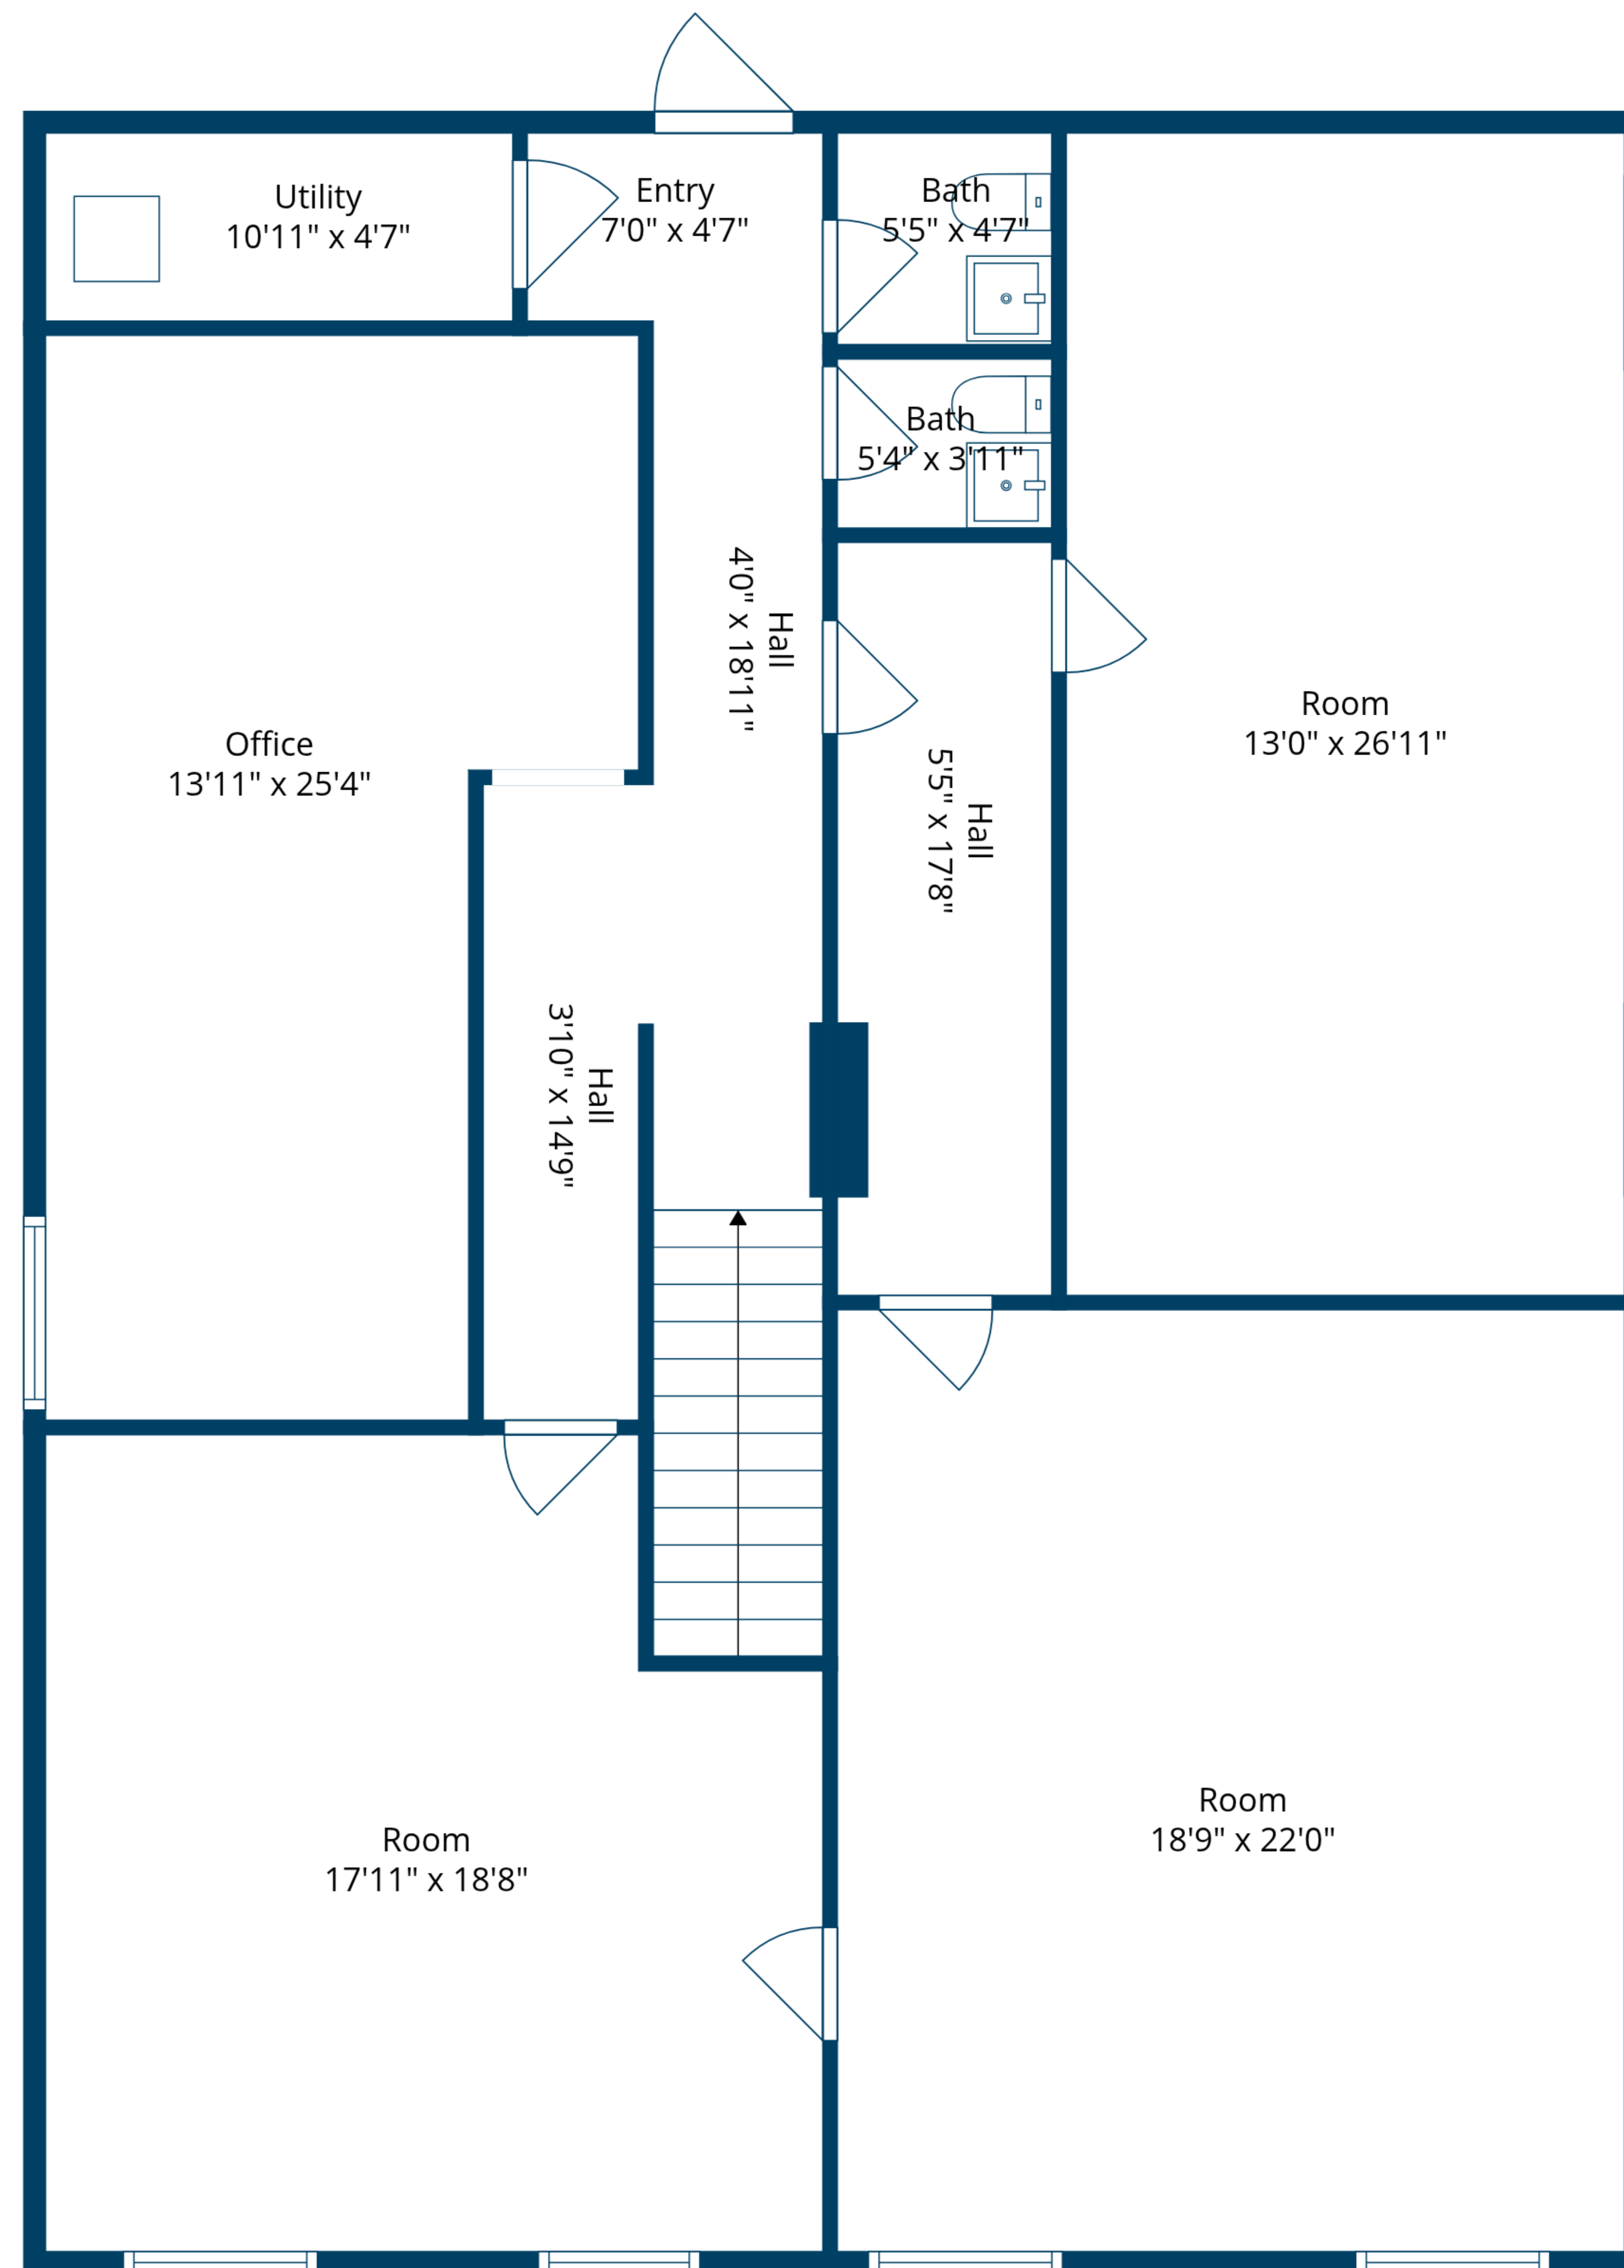 Utility
10'11" x 4'7"
Entry
7'0" x 4'7"
Bath
5'5" x 4'7"
Bath
5'4" x 3'11"
Hall
4'0" x 18'11"
Room
13'0" x 26'11"
Office
13'11" x 25'4"
Hall
5'5" x 17'8"
Hall
3'10" x 14'9"
Room
18'9" x 22'0"
Room
17'11" x 18'8"